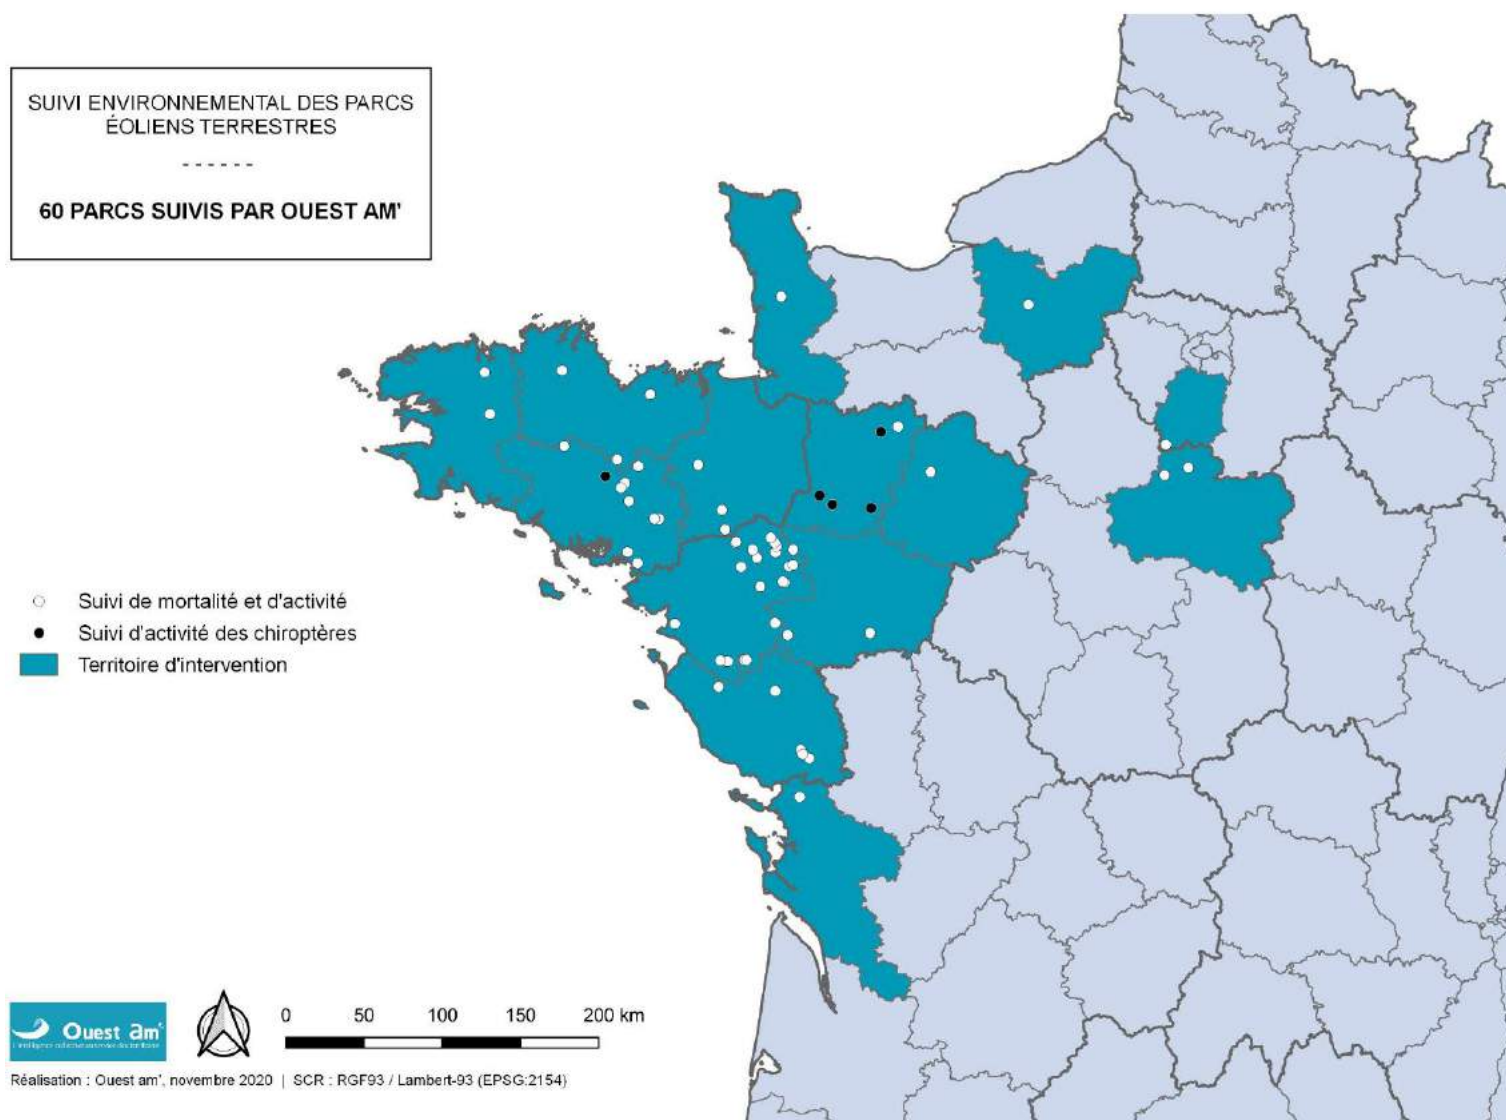 SUIVI ENVIRONNEMENTAL DES PARCS
ÉOLIENS TERRESTRES
------
60 PARCS SUIVIS PAR OUEST AM'
Suivi de mortalité et d'activité
Suivi d'activité des chiroptères
Territoire d'intervention
Ouest am'
0 50 100 150 200 km
Réalisation : Ouest am', novembre 2020 | SCR : RGF93 / Lambert-93 (EPSG:2154)